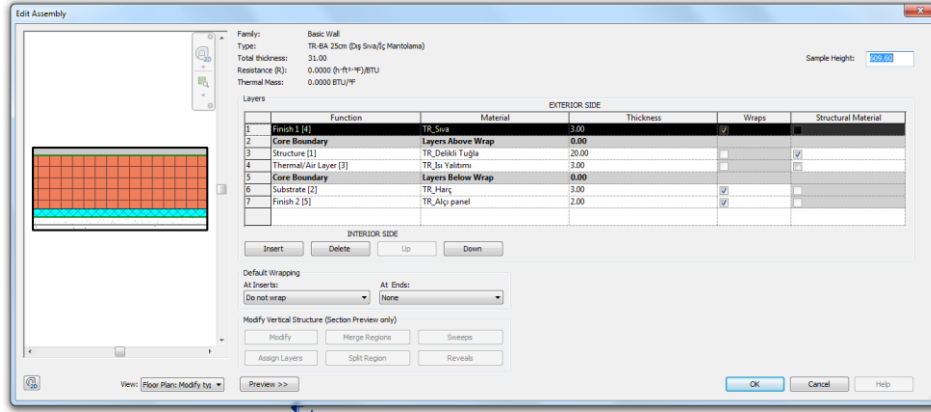 Edit Assembly
Family: Basic Wall
Type: TR-BA 25cm (Dış Sıva/İç Mantolama)
Total thickness: 31.00 Sample Height: 609.60
Resistance (R): 0.0000 (h·ft²·°F)/BTU
Thermal Mass: 0.0000 BTU/°F
Layers
EXTERIOR SIDE
Function Material Thickness Wraps Structural Material
1 Finish 1 [4] TR_Sıva 3.00
2 Core Boundary Layers Above Wrap 0.00
3 Structure [1] TR_Delikli Tuğla 20.00
4 Thermal/Air Layer [3] TR_Isı Yalıtımı 3.00
5 Core Boundary Layers Below Wrap 0.00
6 Substrate [2] TR_Harç 3.00
7 Finish 2 [5] TR_Alçı panel 2.00
INTERIOR SIDE
Insert Delete Up Down
Default Wrapping
At Inserts: At Ends:
Do not wrap None
Modify Vertical Structure (Section Preview only)
Modify Merge Regions Sweeps
Assign Layers Split Region Reveals
View: Floor Plan: Modify typ Preview >> OK Cancel Help